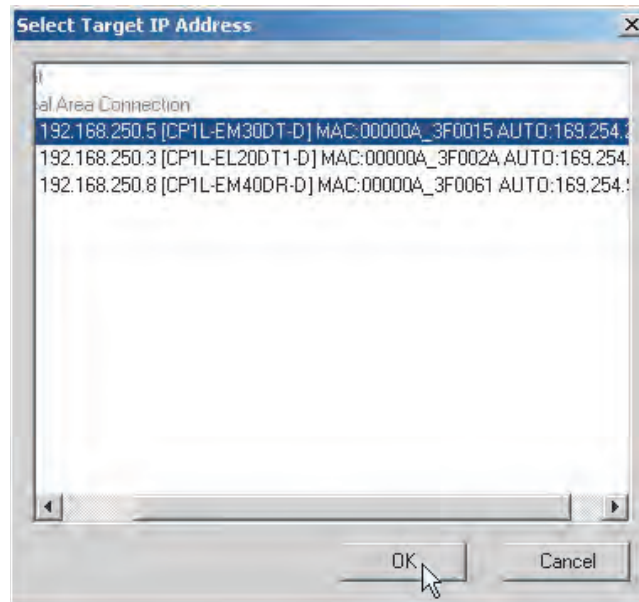 Select Target IP Address
al Area Connection
192.168.250.5 [CP1L-EM30DT-D] MAC:00000A_3F0015 AUTO:169.254.2
192.168.250.3 [CP1L-EL20DT1-D] MAC:00000A_3F002A AUTO:169.254.
192.168.250.8 [CP1L-EM40DR-D] MAC:00000A_3F0061 AUTO:169.254.
OK
Cancel